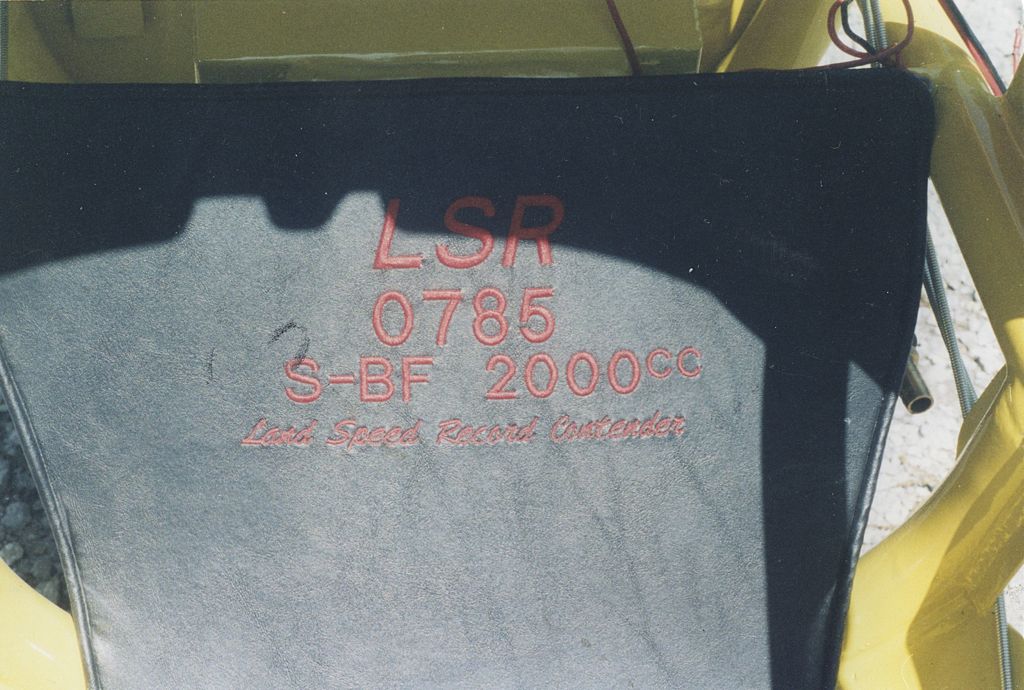 LSR
0785
S-BF 2000cc
Land Speed Record Contender